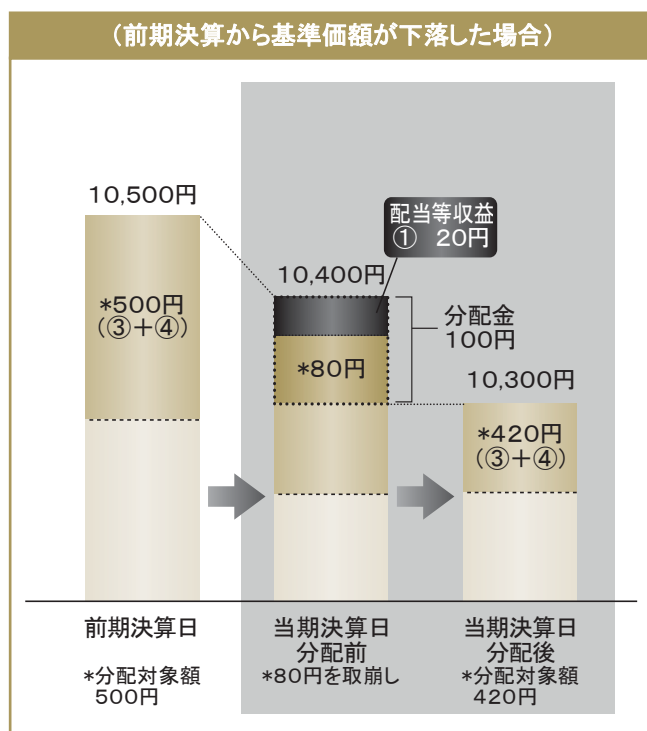 （前期決算から基準価額が下落した場合）
10,500円
配当等収益
① 20円
10,400円
*500円
（③＋④）
分配金
100円
*80円
10,300円
*420円
（③＋④）
前期決算日
*分配対象額
500円
当期決算日
分配前
*80円を取崩し
当期決算日
分配後
*分配対象額
420円